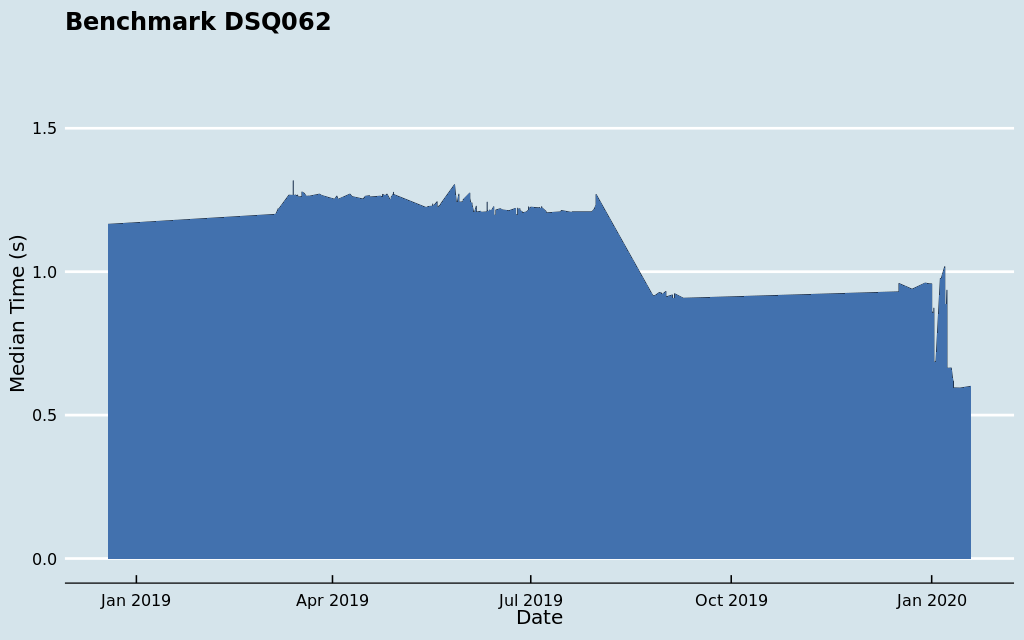 Benchmark DSQ062
Median Time (s)
1.5
1.0
0.5
0.0
Jan 2019
Apr 2019
Jul 2019
Oct 2019
Jan 2020
Date